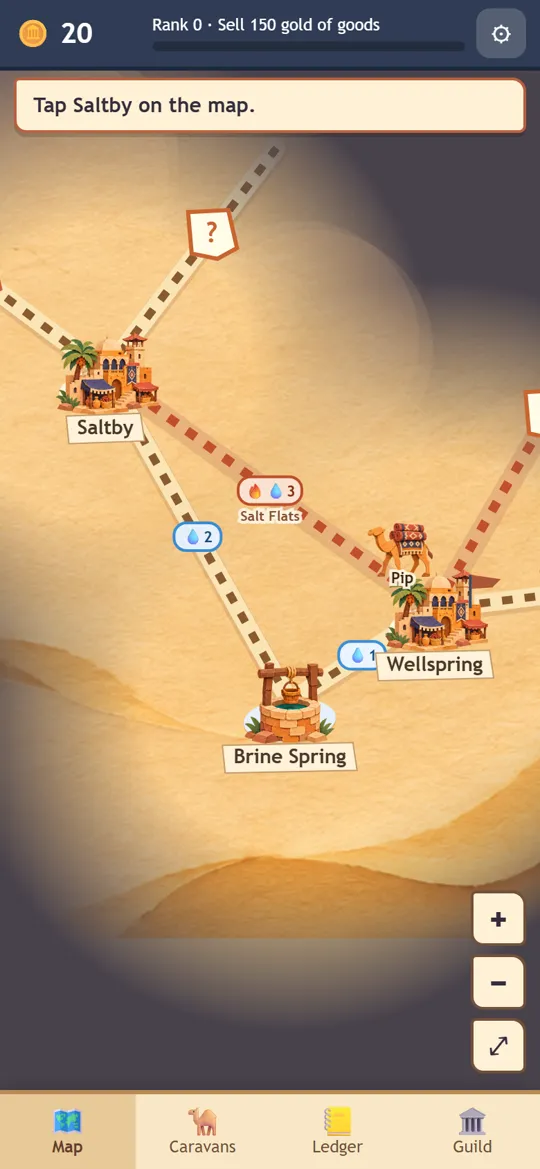 20
Rank 0 · Sell 150 gold of goods
Tap Saltby on the map.
?
Saltby
3
Salt Flats
2
Pip
1
Wellspring
Brine Spring
+
−
Map
Caravans
Ledger
Guild